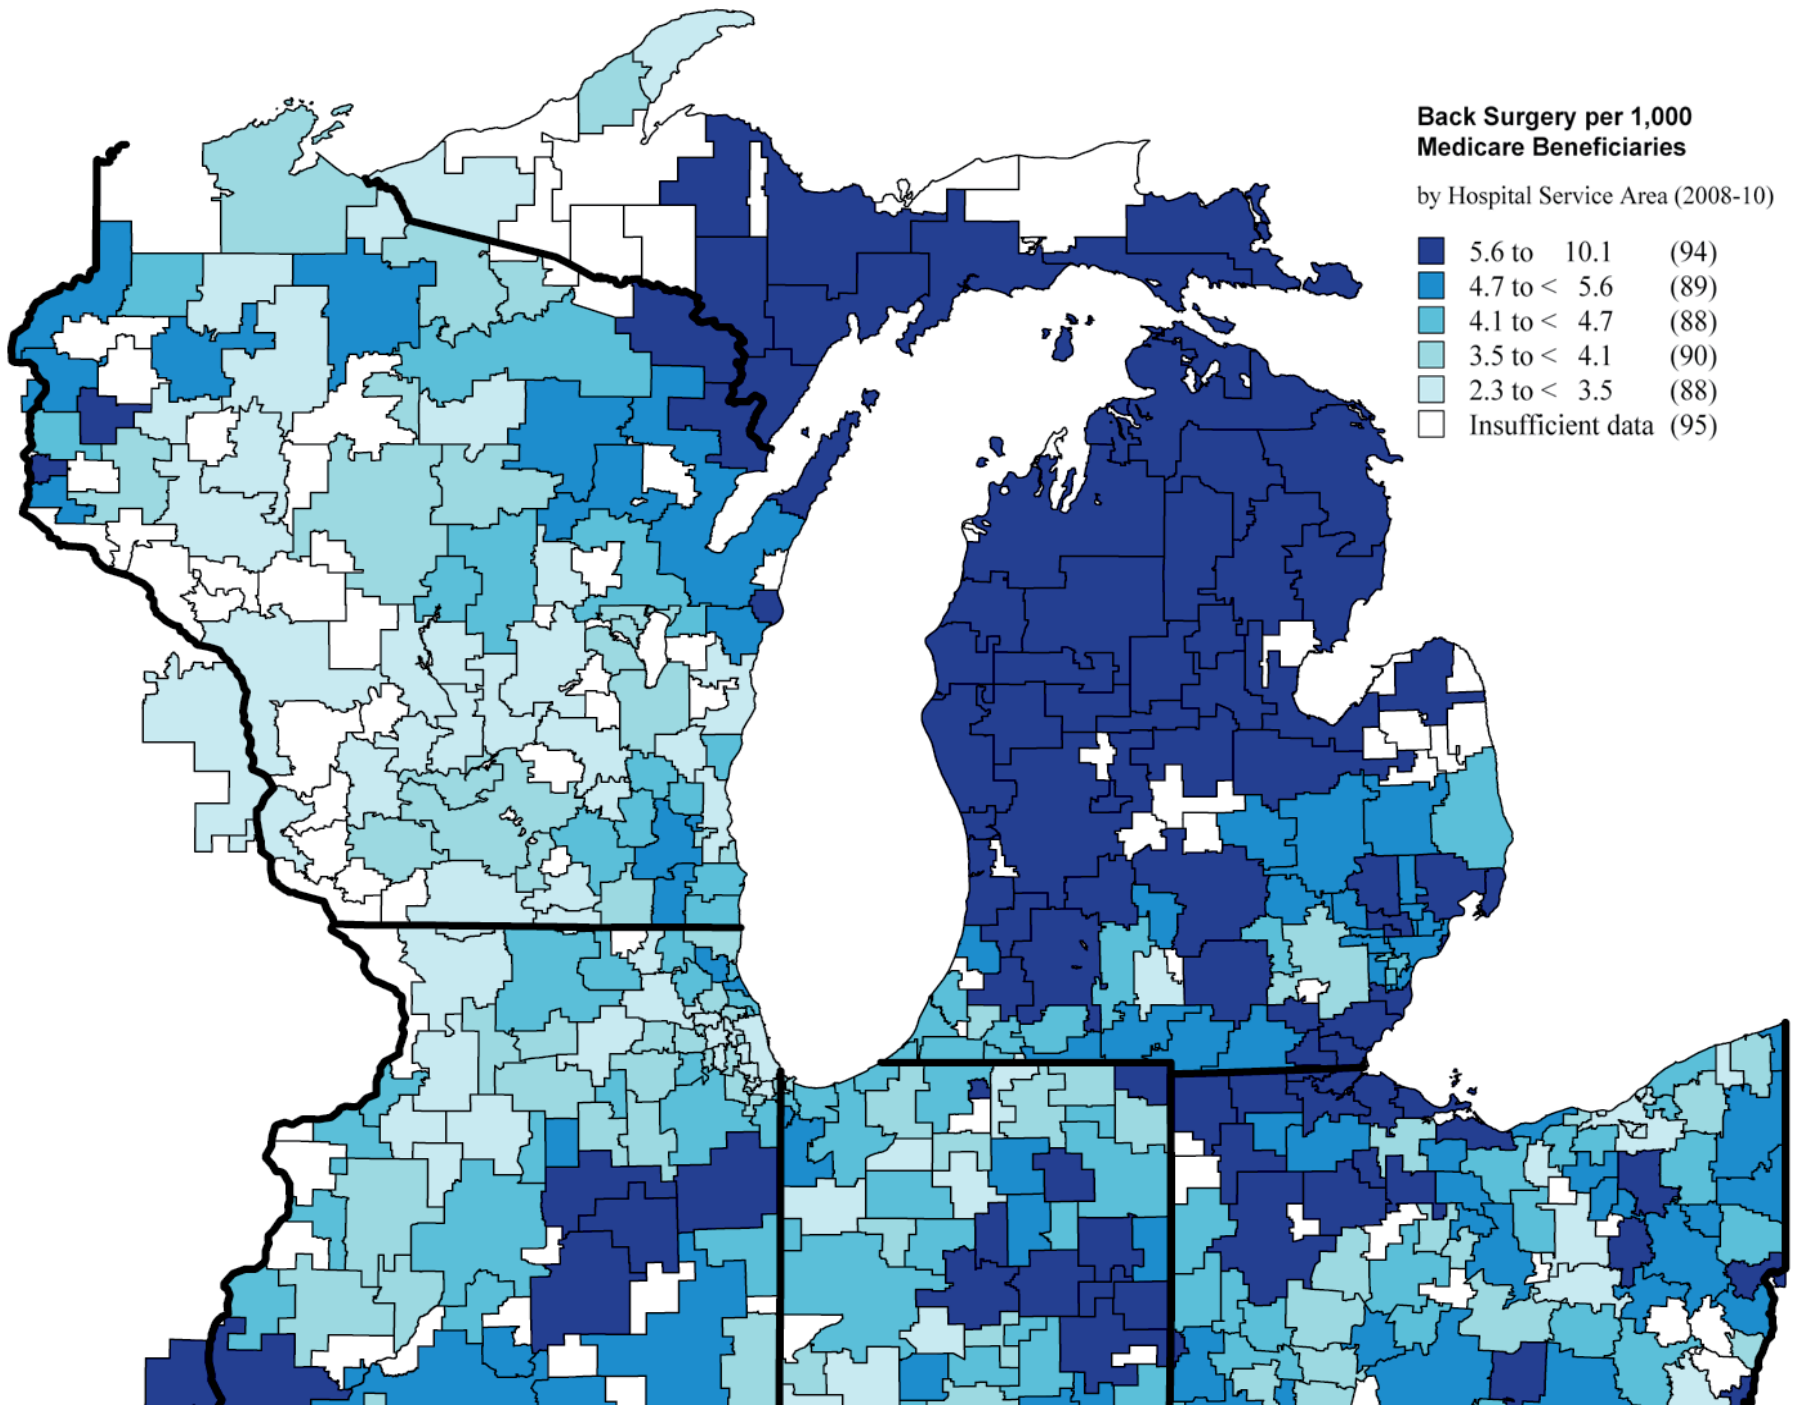 Back Surgery per 1,000
Medicare Beneficiaries
by Hospital Service Area (2008-10)
5.6 to 10.1 (94)
4.7 to < 5.6 (89)
4.1 to < 4.7 (88)
3.5 to < 4.1 (90)
2.3 to < 3.5 (88)
Insufficient data (95)